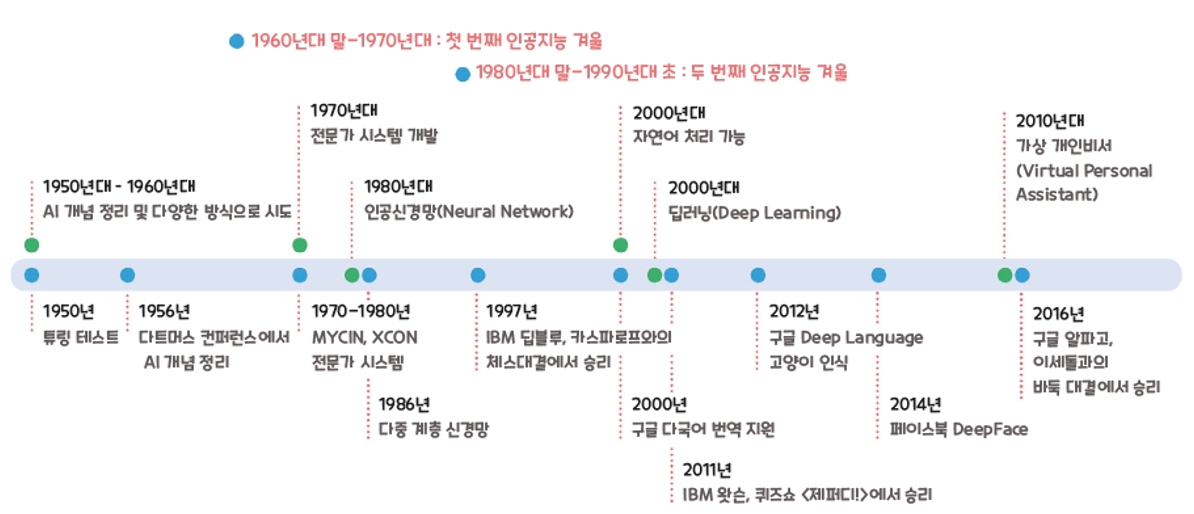 1960년대 말-1970년대 : 첫 번째 인공지능 겨울
1980년대 말-1990년대 초 : 두 번째 인공지능 겨울
1970년대
전문가 시스템 개발
2000년대
자연어 처리 가능
2010년대
가상 개인비서
(Virtual Personal
Assistant)
1950년대 - 1960년대
AI 개념 정리 및 다양한 방식으로 시도
1980년대
인공신경망(Neural Network)
2000년대
딥러닝(Deep Learning)
1950년
튜링 테스트
1956년
다트머스 컨퍼런스에서
AI 개념 정리
1970-1980년
MYCIN, XCON
전문가 시스템
1997년
IBM 딥블루, 카스파로프와의
체스대결에서 승리
2012년
구글 Deep Language
고양이 인식
2016년
구글 알파고,
이세돌과의
바둑 대결에서 승리
1986년
다중 계층 신경망
2000년
구글 다국어 번역 지원
2014년
페이스북 DeepFace
2011년
IBM 왓슨, 퀴즈쇼 <제퍼디!>에서 승리